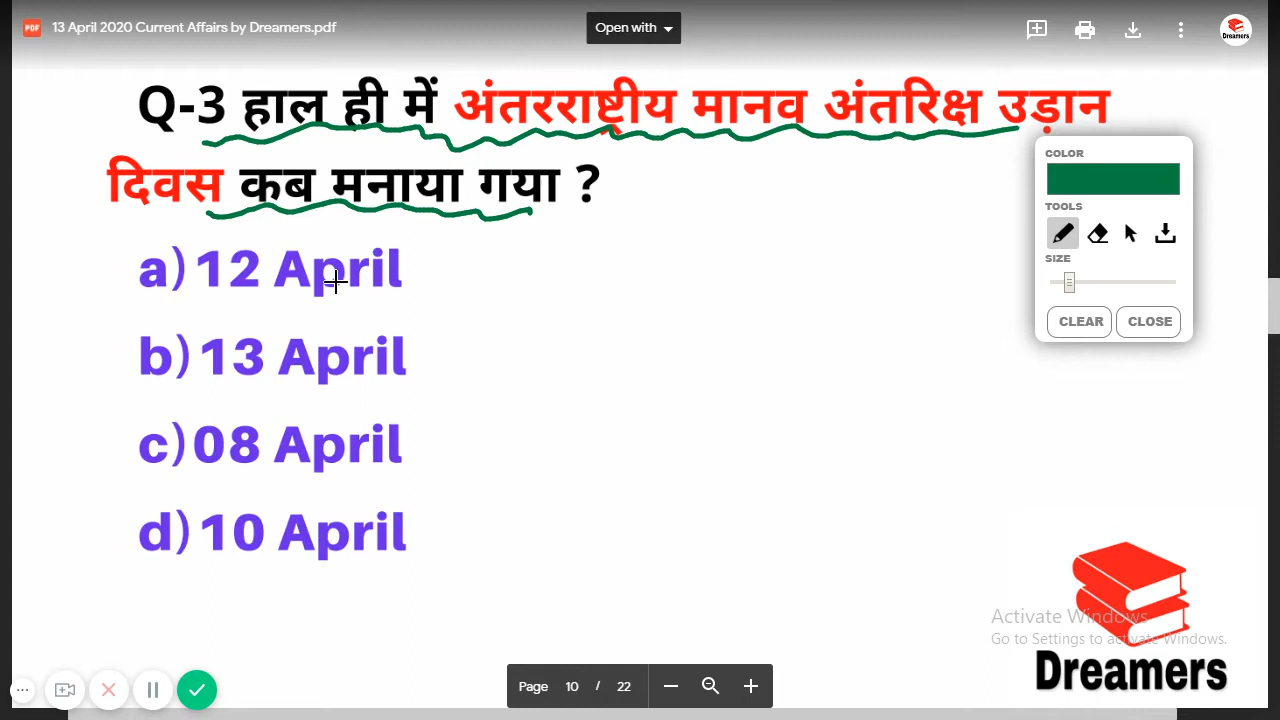 13 April 2020 Current Affairs by Dreamers.pdf
Open with
PDF
Dreamers
Q-3 हाल ही में अंतरराष्ट्रीय मानव अंतरिक्ष उड़ान
दिवस कब मनाया गया ?
a)12 April
b)13 April
c)08 April
d)10 April
COLOR
TOOLS
SIZE
CLEAR CLOSE
Activate Windows
Go to Settings to activate Windows.
Dreamers
Page 10 / 22